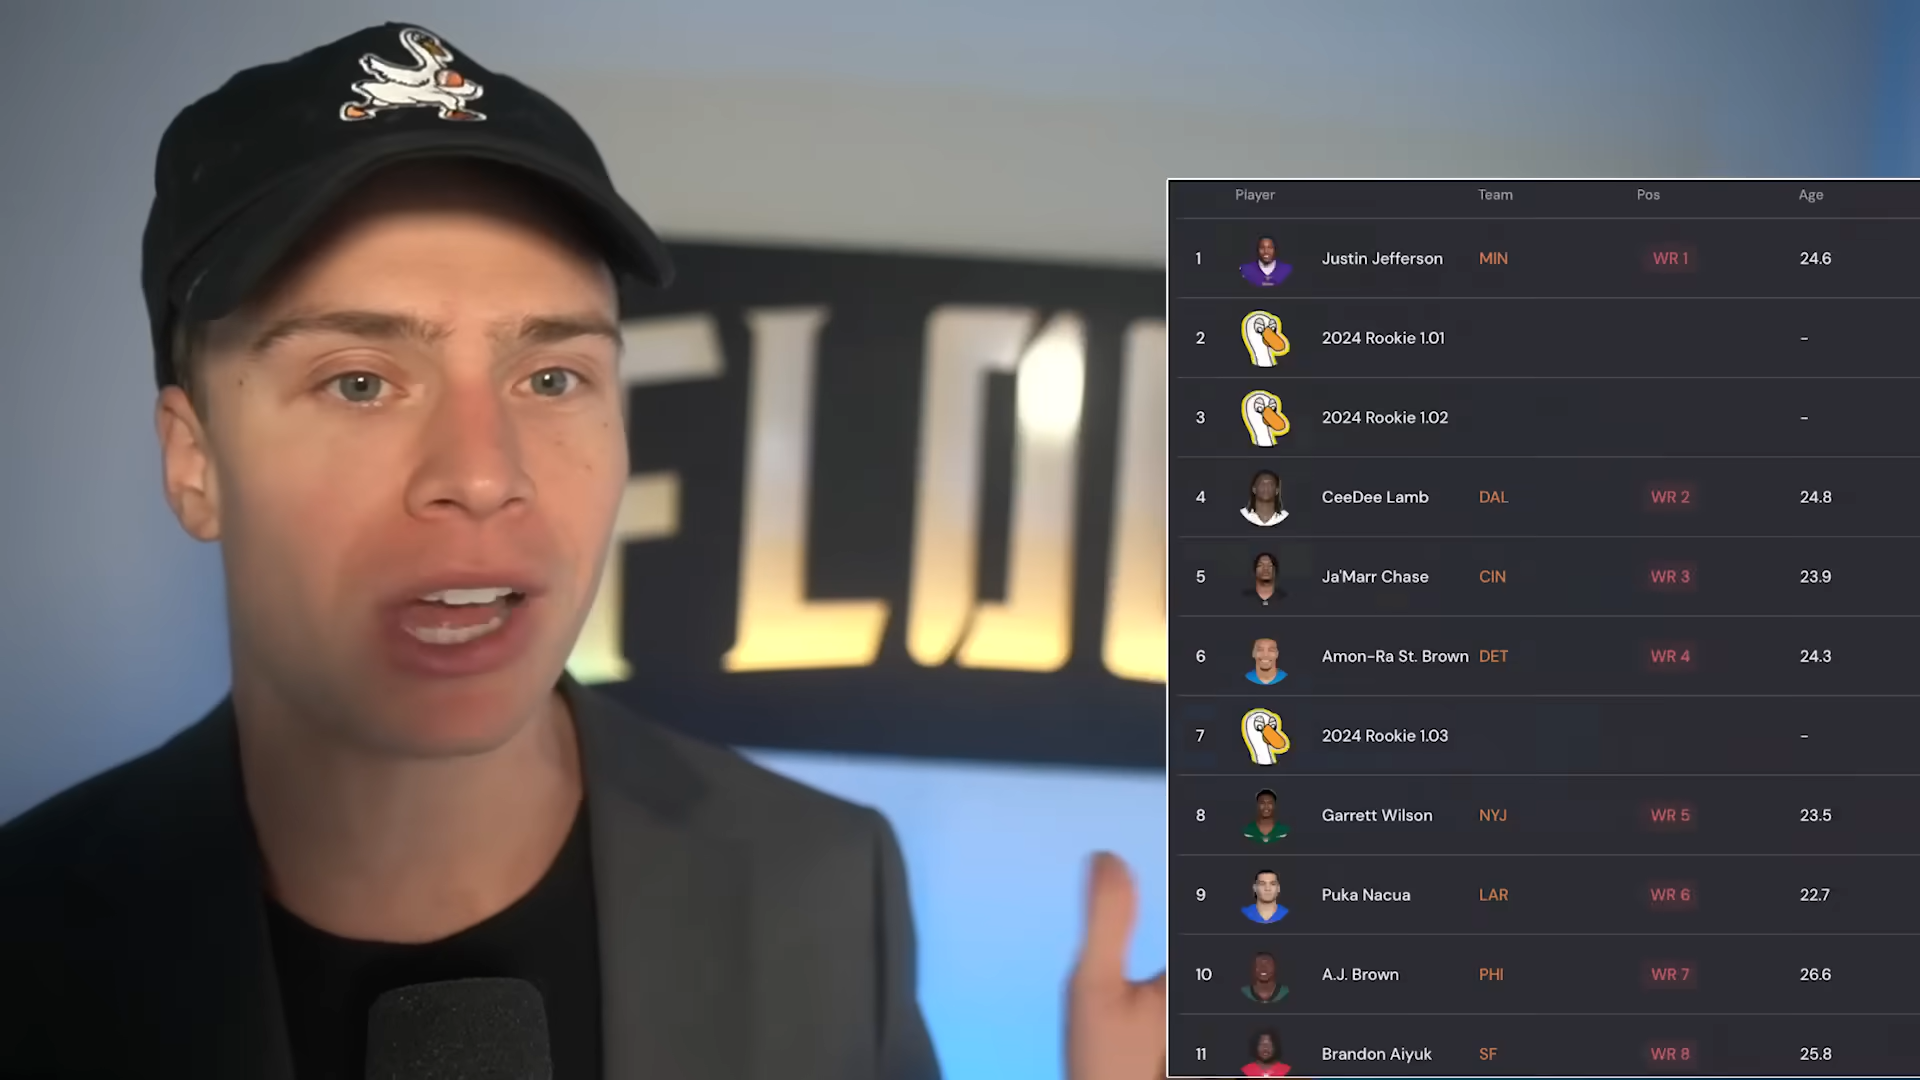 FLO
Player Team Pos Age
1 Justin Jefferson MIN WR 1 24.6
2 2024 Rookie 1.01 -
3 2024 Rookie 1.02 -
4 CeeDee Lamb DAL WR 2 24.8
5 Ja'Marr Chase CIN WR 3 23.9
6 Amon-Ra St. Brown DET WR 4 24.3
7 2024 Rookie 1.03 -
8 Garrett Wilson NYJ WR 5 23.5
9 Puka Nacua LAR WR 6 22.7
10 A.J. Brown PHI WR 7 26.6
11 Brandon Aiyuk SF WR 8 25.8